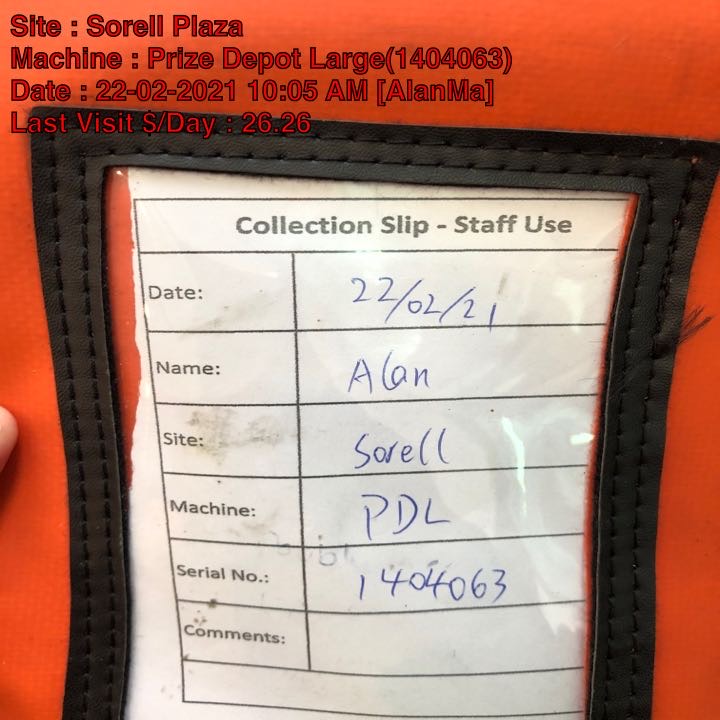 Site : Sorell Plaza
Machine : Prize Depot Large(1404063)
Date : 22-02-2021 10:05 AM [AlanMa]
Last Visit $/Day : 26.26
Collection Slip - Staff Use
Date: 22/02/21
Name: Alan
Site: Sorell
Machine: PDL
Serial No.: 1404063
Comments: